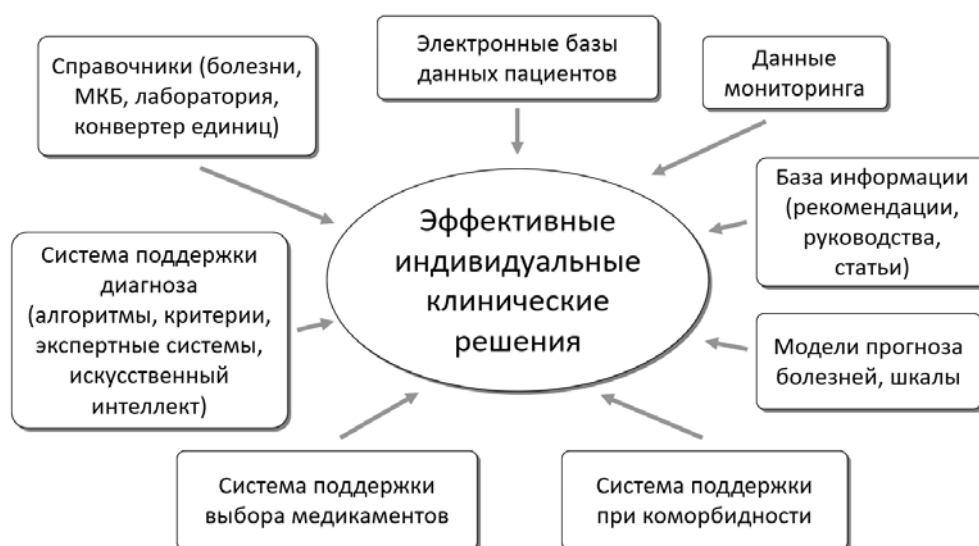 Электронные базы
данных пациентов
Справочники (болезни,
МКБ, лаборатория,
конвертер единиц)
Данные
мониторинга
База информации
(рекомендации,
руководства,
статьи)
Эффективные
индивидуальные
клинические
решения
Система поддержки
диагноза
(алгоритмы, критерии,
экспертные системы,
искусственный
интеллект)
Модели прогноза
болезней, шкалы
Система поддержки
выбора медикаментов
Система поддержки
при коморбидности